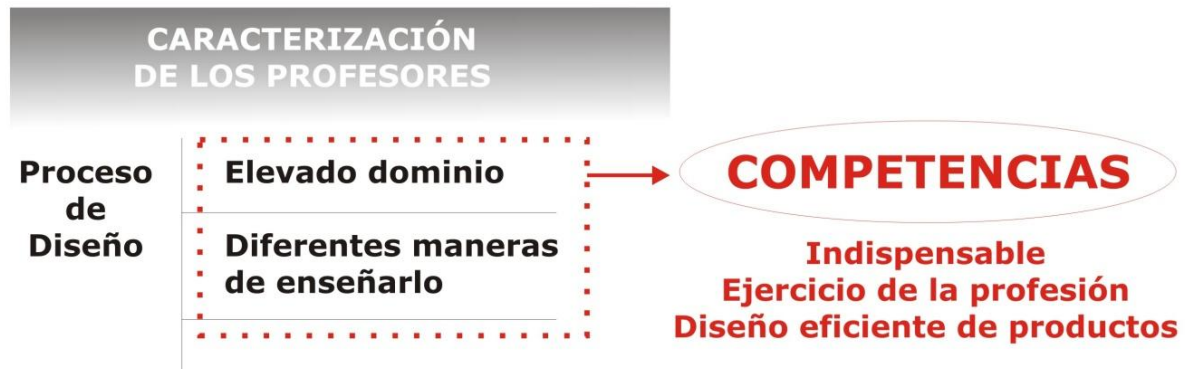 CARACTERIZACIÓN
DE LOS PROFESORES
Proceso
de
Diseño
Elevado dominio
Diferentes maneras
de enseñarlo
COMPETENCIAS
Indispensable
Ejercicio de la profesión
Diseño eficiente de productos